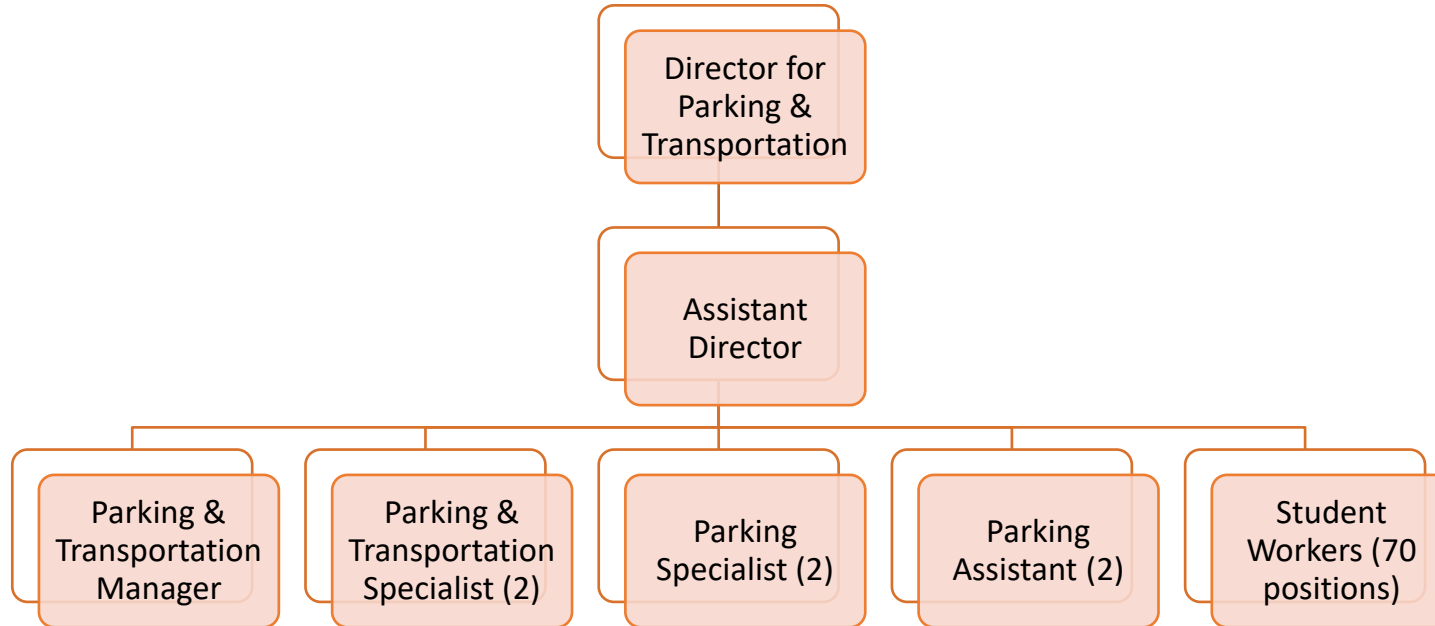 Director for
Parking &
Transportation
Assistant
Director
Parking &
Transportation
Manager
Parking &
Transportation
Specialist (2)
Parking
Specialist (2)
Parking
Assistant (2)
Student
Workers (70
positions)